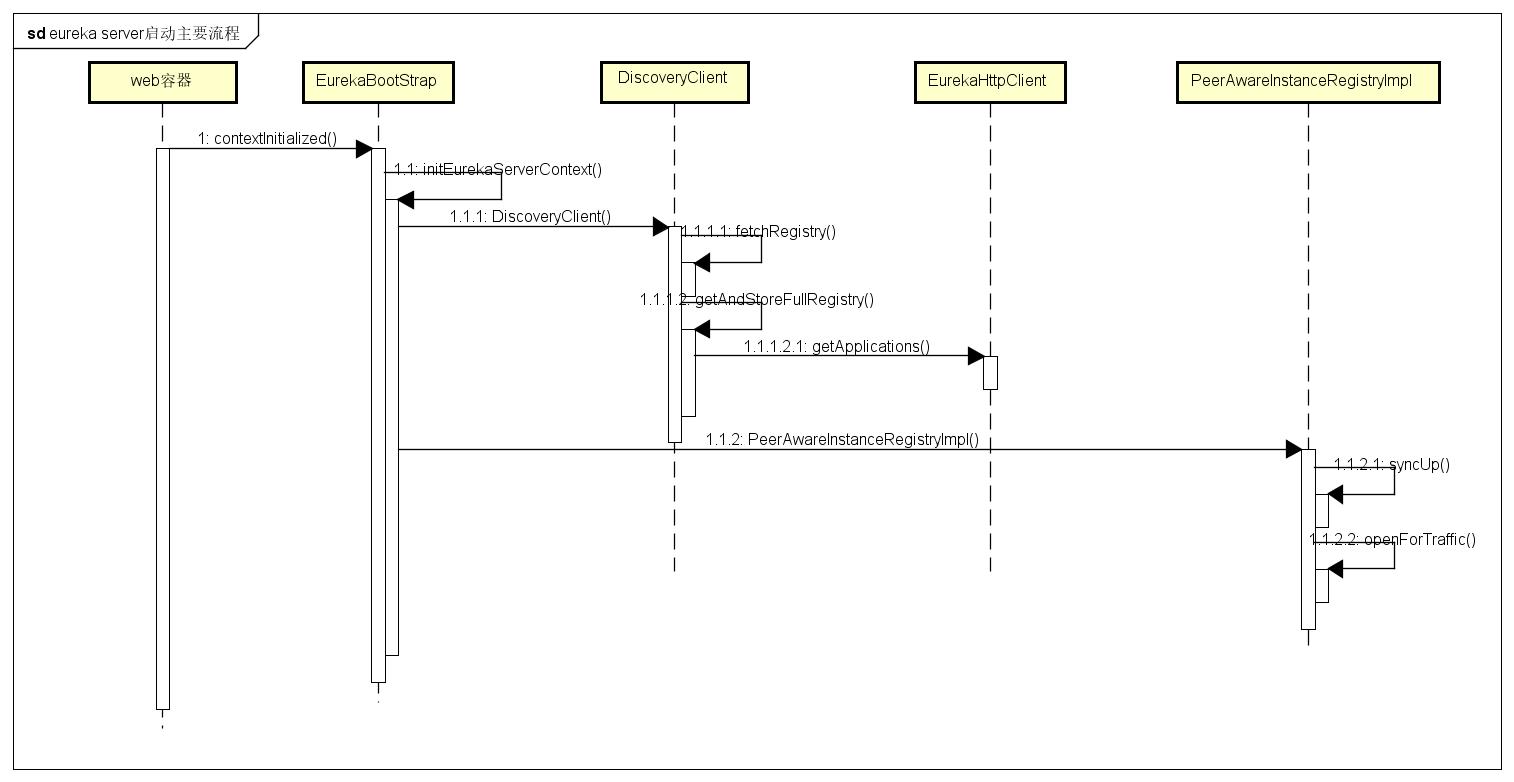 sd eureka server启动主要流程
web容器
EurekaBootStrap
DiscoveryClient
EurekaHttpClient
PeerAwareInstanceRegistryImpl
1: contextInitialized()
1.1: initEurekaServerContext()
1.1.1: DiscoveryClient()
1.1.1.1: fetchRegistry()
1.1.1.2: getAndStoreFullRegistry()
1.1.1.2.1: getApplications()
1.1.2: PeerAwareInstanceRegistryImpl()
1.1.2.1: syncUp()
1.1.2.2: openForTraffic()